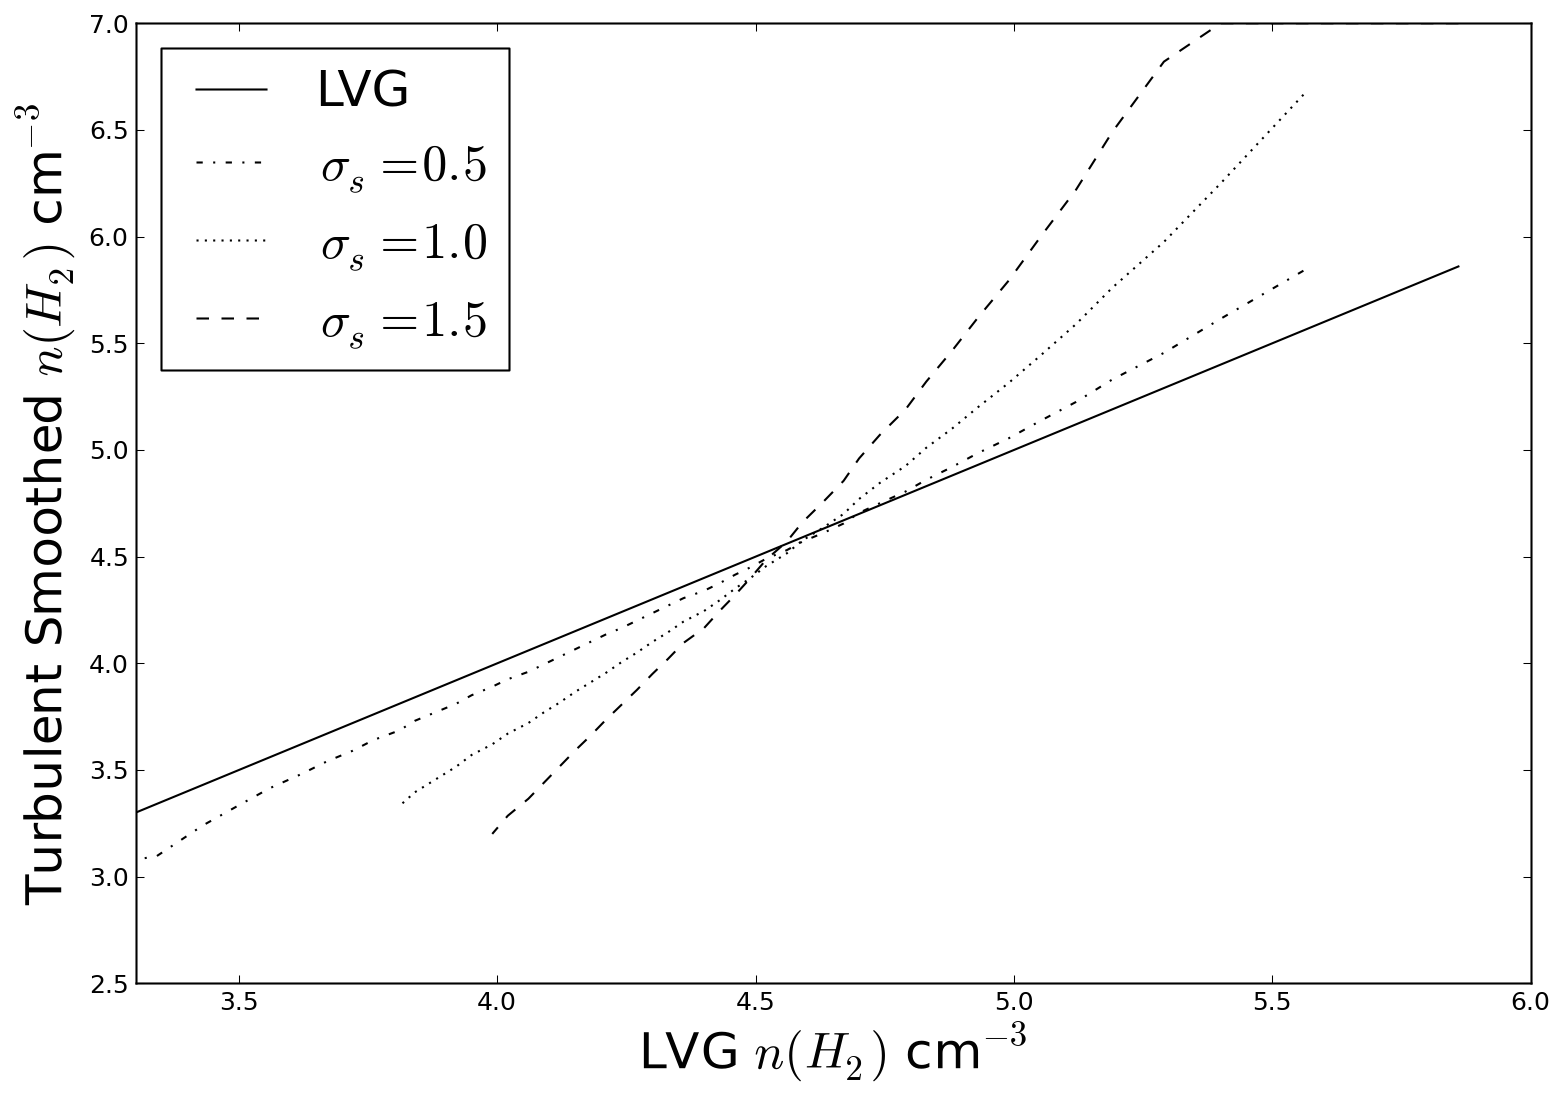 7.0
6.5
6.0
5.5
5.0
4.5
4.0
3.5
3.0
2.5
Turbulent Smoothed n(H₂) cm⁻³
LVG
σₛ =0.5
σₛ =1.0
σₛ =1.5
3.5 4.0 4.5 5.0 5.5 6.0
LVG n(H₂) cm⁻³